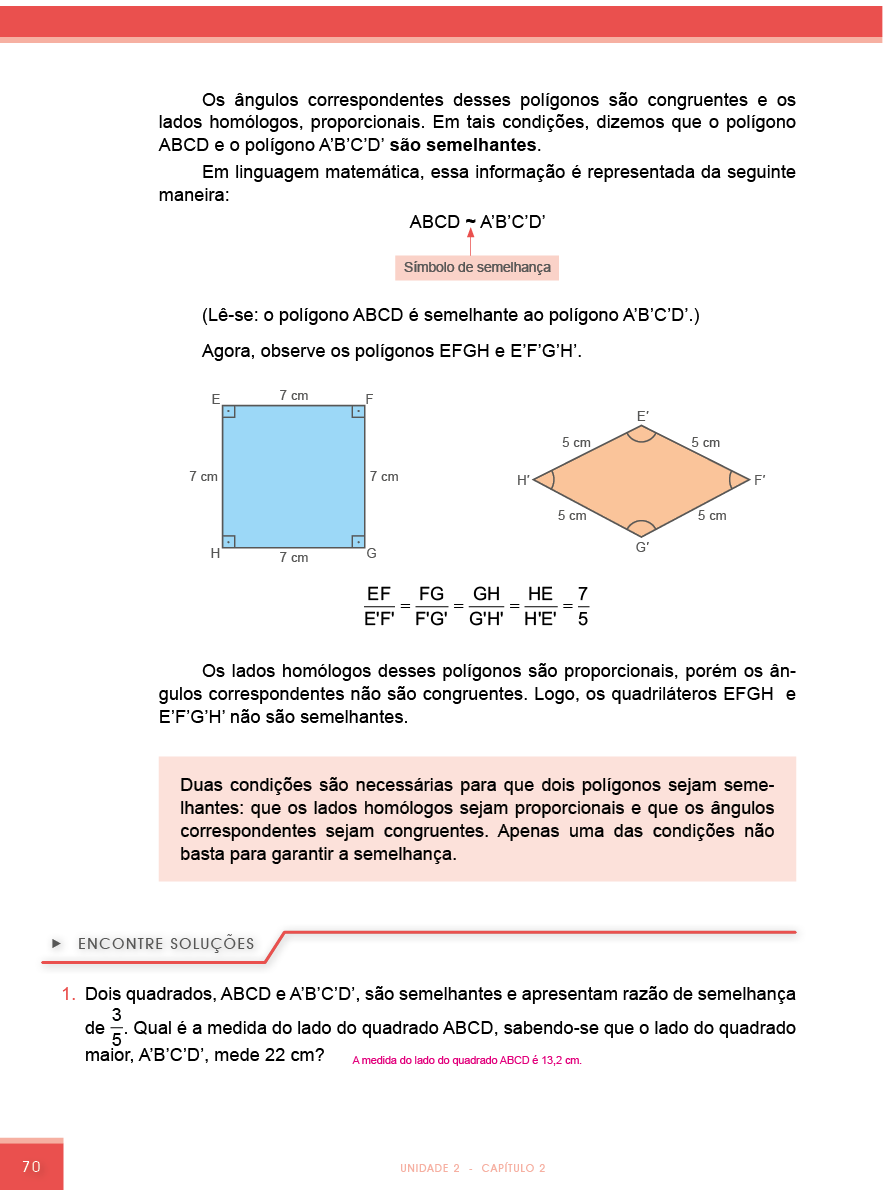 Os ângulos correspondentes desses polígonos são congruentes e os
lados homólogos, proporcionais. Em tais condições, dizemos que o polígono
ABCD e o polígono A’B’C’D’ são semelhantes.
Em linguagem matemática, essa informação é representada da seguinte
maneira:
ABCD ~ A’B’C’D’
Símbolo de semelhança
(Lê-se: o polígono ABCD é semelhante ao polígono A’B’C’D’.)
Agora, observe os polígonos EFGH e E’F’G’H’.
E 7 cm F
7 cm 7 cm
H 7 cm G
E′
5 cm 5 cm
H′ F′
5 cm 5 cm
G′
EF/E'F' = FG/F'G' = GH/G'H' = HE/H'E' = 7/5
Os lados homólogos desses polígonos são proporcionais, porém os ân-
gulos correspondentes não são congruentes. Logo, os quadriláteros EFGH e
E’F’G’H’ não são semelhantes.
Duas condições são necessárias para que dois polígonos sejam seme-
lhantes: que os lados homólogos sejam proporcionais e que os ângulos
correspondentes sejam congruentes. Apenas uma das condições não
basta para garantir a semelhança.
ENCONTRE SOLUÇÕES
1. Dois quadrados, ABCD e A’B’C’D’, são semelhantes e apresentam razão de semelhança
de 3/5. Qual é a medida do lado do quadrado ABCD, sabendo-se que o lado do quadrado
maior, A’B’C’D’, mede 22 cm? A medida do lado do quadrado ABCD é 13,2 cm.
70
UNIDADE 2 - CAPÍTULO 2